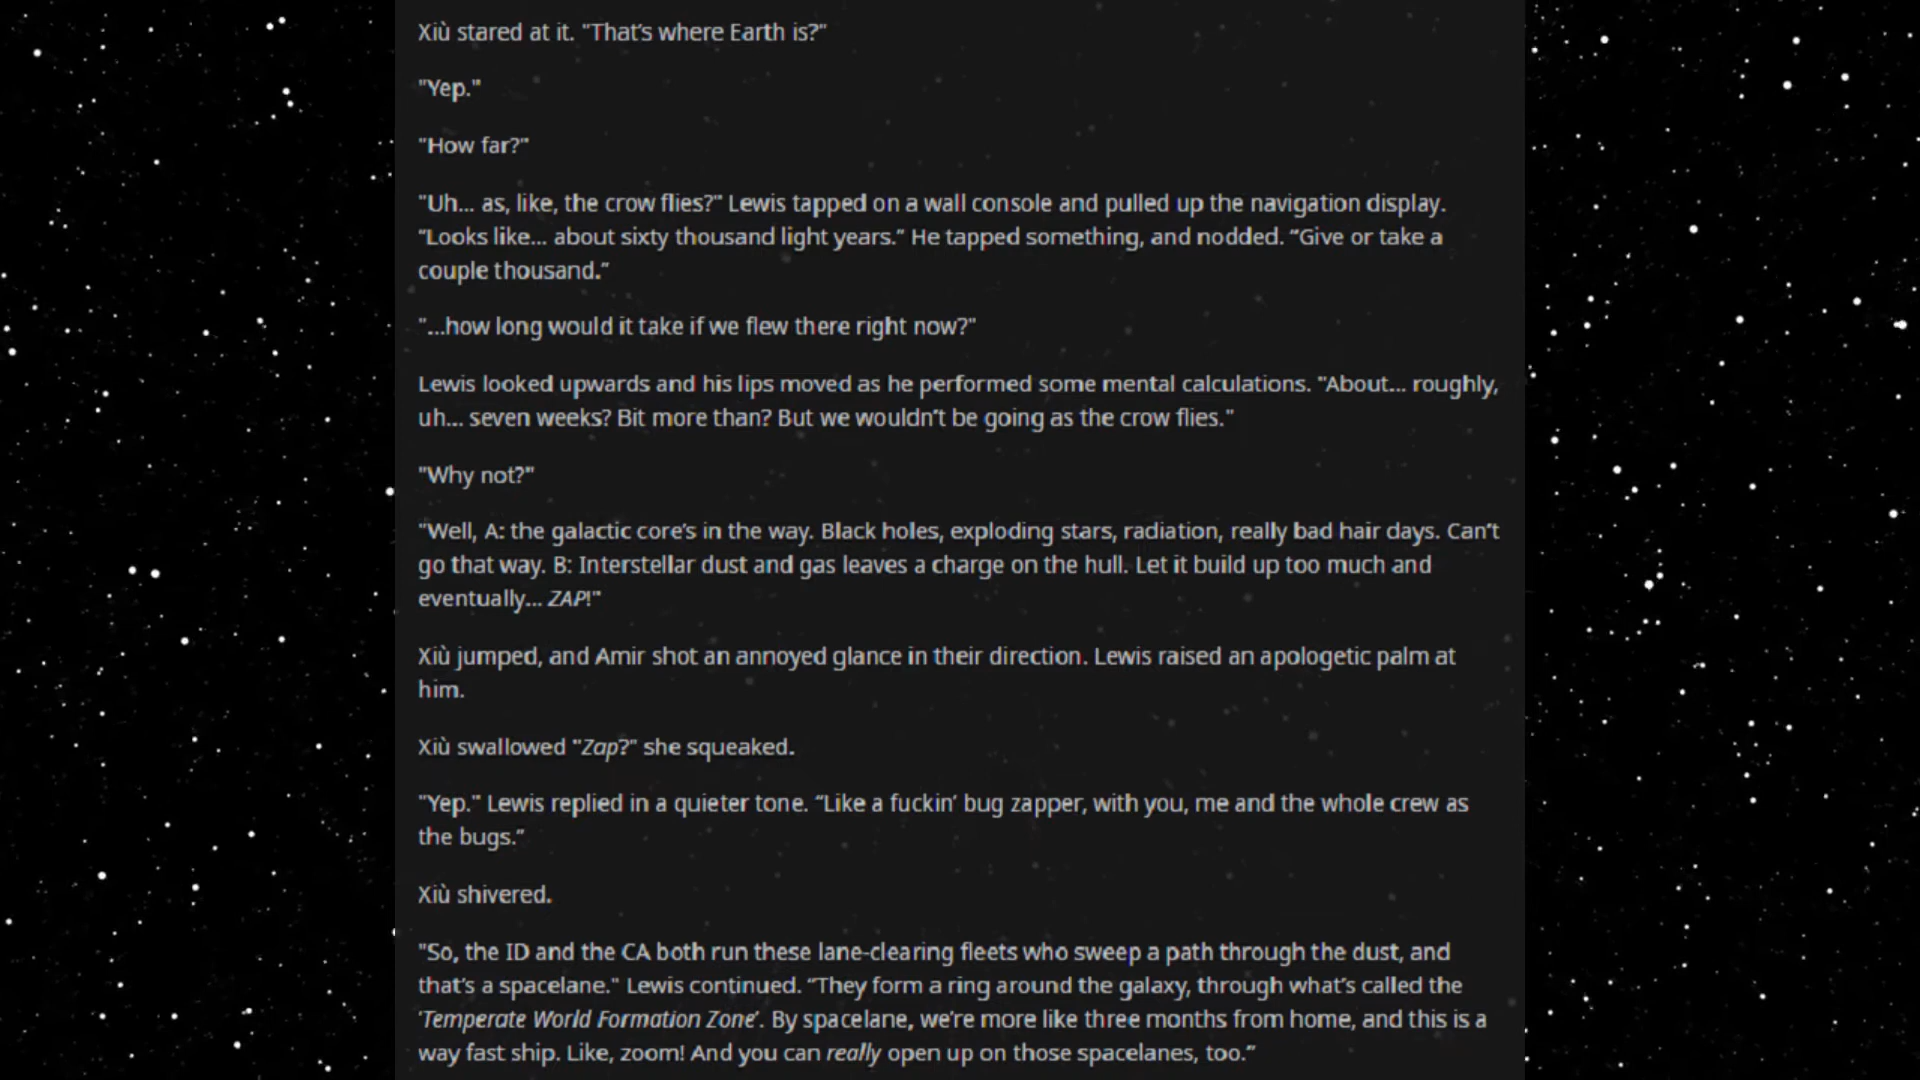 Xiù stared at it. "That's where Earth is?"
"Yep."
"How far?"
"Uh... as, like, the crow flies?" Lewis tapped on a wall console and pulled up the navigation display.
"Looks like... about sixty thousand light years." He tapped something, and nodded. "Give or take a
couple thousand."
"...how long would it take if we flew there right now?"
Lewis looked upwards and his lips moved as he performed some mental calculations. "About... roughly,
uh... seven weeks? Bit more than? But we wouldn't be going as the crow flies."
"Why not?"
"Well, A: the galactic core's in the way. Black holes, exploding stars, radiation, really bad hair days. Can't
go that way. B: Interstellar dust and gas leaves a charge on the hull. Let it build up too much and
eventually... ZAP!"
Xiù jumped, and Amir shot an annoyed glance in their direction. Lewis raised an apologetic palm at
him.
Xiù swallowed "Zap?" she squeaked.
"Yep." Lewis replied in a quieter tone. "Like a fuckin' bug zapper, with you, me and the whole crew as
the bugs."
Xiù shivered.
"So, the ID and the CA both run these lane-clearing fleets who sweep a path through the dust, and
that's a spacelane." Lewis continued. "They form a ring around the galaxy, through what's called the
'Temperate World Formation Zone'. By spacelane, we're more like three months from home, and this is a
way fast ship. Like, zoom! And you can really open up on those spacelanes, too."